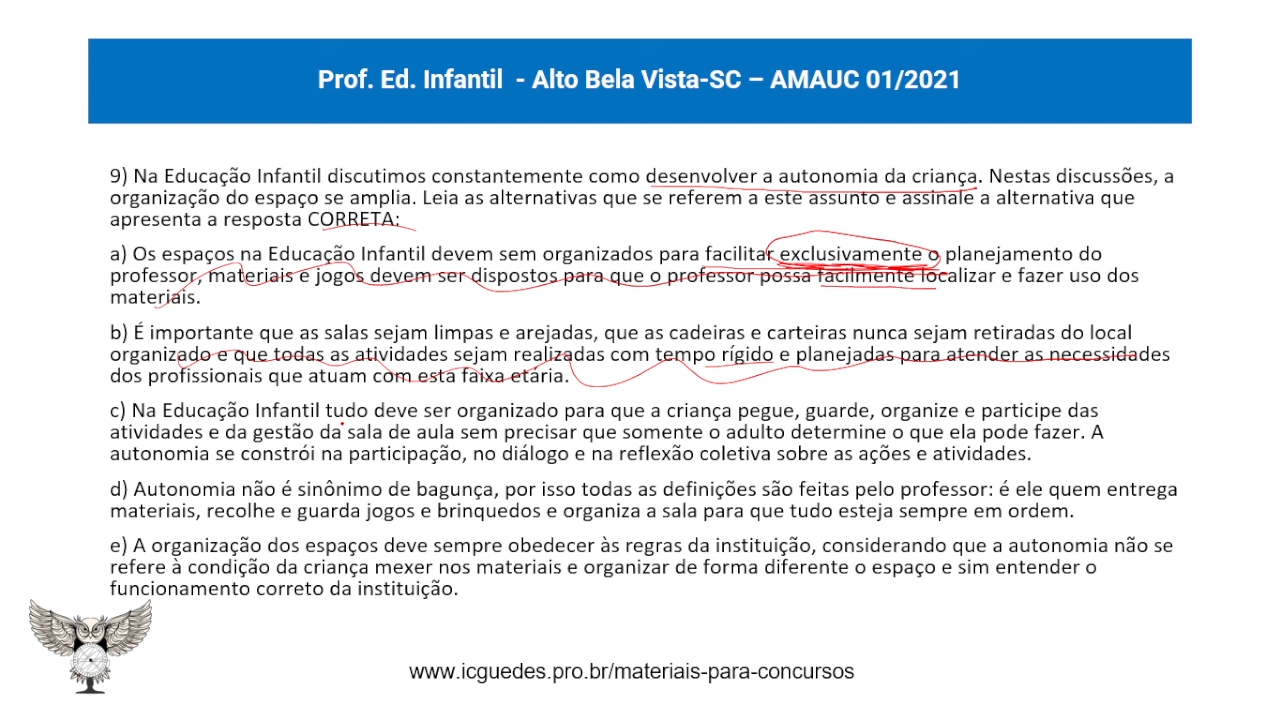 Prof. Ed. Infantil - Alto Bela Vista-SC – AMAUC 01/2021
9) Na Educação Infantil discutimos constantemente como desenvolver a autonomia da criança. Nestas discussões, a
organização do espaço se amplia. Leia as alternativas que se referem a este assunto e assinale a alternativa que
apresenta a resposta CORRETA:
a) Os espaços na Educação Infantil devem sem organizados para facilitar exclusivamente o planejamento do
professor, materiais e jogos devem ser dispostos para que o professor possa facilmente localizar e fazer uso dos
materiais.
b) É importante que as salas sejam limpas e arejadas, que as cadeiras e carteiras nunca sejam retiradas do local
organizado e que todas as atividades sejam realizadas com tempo rígido e planejadas para atender as necessidades
dos profissionais que atuam com esta faixa etária.
c) Na Educação Infantil tudo deve ser organizado para que a criança pegue, guarde, organize e participe das
atividades e da gestão da sala de aula sem precisar que somente o adulto determine o que ela pode fazer. A
autonomia se constrói na participação, no diálogo e na reflexão coletiva sobre as ações e atividades.
d) Autonomia não é sinônimo de bagunça, por isso todas as definições são feitas pelo professor: é ele quem entrega
materiais, recolhe e guarda jogos e brinquedos e organiza a sala para que tudo esteja sempre em ordem.
e) A organização dos espaços deve sempre obedecer às regras da instituição, considerando que a autonomia não se
refere à condição da criança mexer nos materiais e organizar de forma diferente o espaço e sim entender o
funcionamento correto da instituição.
www.icguedes.pro.br/materiais-para-concursos